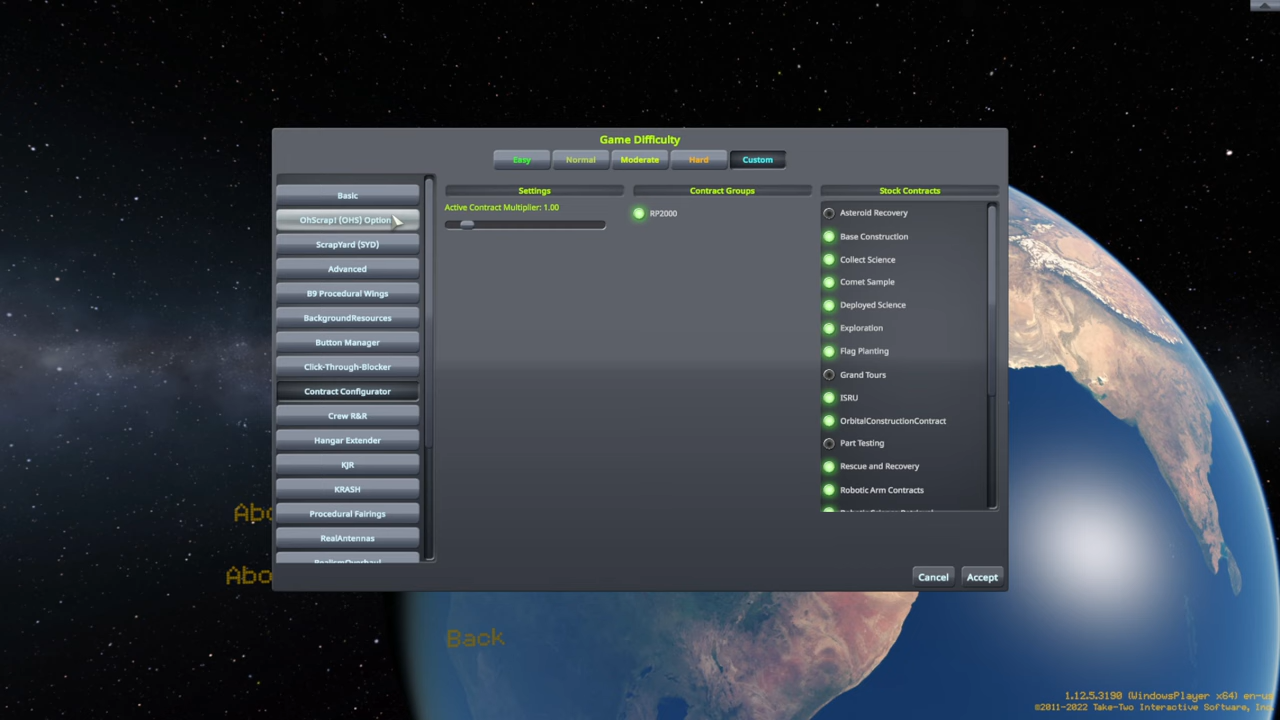 Game Difficulty
Easy
Normal
Moderate
Hard
Custom
Basic
OhScrap! (OHS) Option
ScrapYard (SYD)
Advanced
B9 Procedural Wings
BackgroundResources
Button Manager
Click-Through-Blocker
Contract Configurator
Crew R&R
Hangar Extender
KJR
KRASH
Procedural Fairings
RealAntennas
RealismOverhaul
Settings
Active Contract Multiplier: 1.00
Contract Groups
RP2000
Stock Contracts
Asteroid Recovery
Base Construction
Collect Science
Comet Sample
Deployed Science
Exploration
Flag Planting
Grand Tours
ISRU
OrbitalConstructionContract
Part Testing
Rescue and Recovery
Robotic Arm Contracts
Cancel
Accept
Abo
Abo
Back
1.12.5.3190 (WindowsPlayer x64) en-us
©2011-2022 Take-Two Interactive Software, Inc.